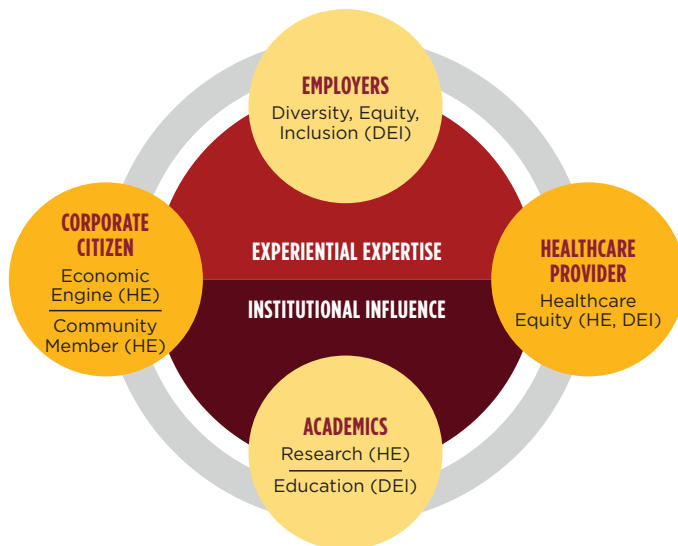 EMPLOYERS
Diversity, Equity,
Inclusion (DEI)
CORPORATE
CITIZEN
Economic
Engine (HE)
Community
Member (HE)
EXPERIENTIAL EXPERTISE
INSTITUTIONAL INFLUENCE
HEALTHCARE
PROVIDER
Healthcare
Equity (HE, DEI)
ACADEMICS
Research (HE)
Education (DEI)